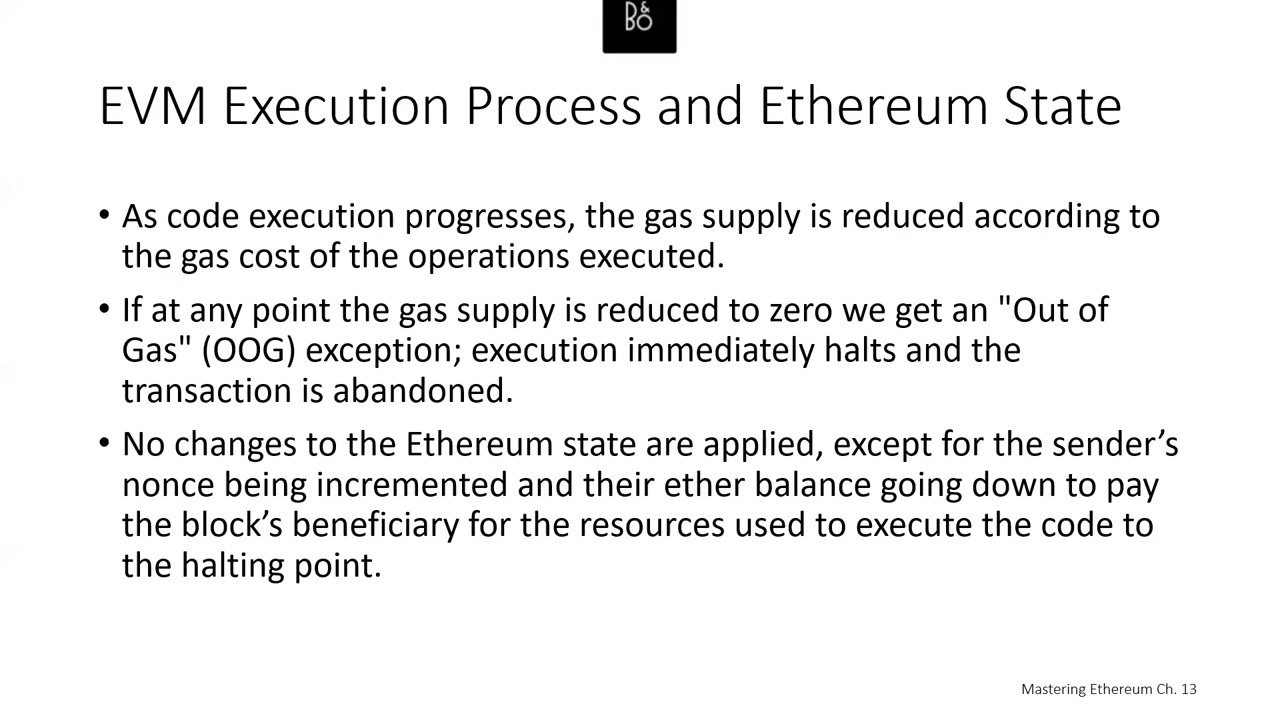 B&BO
EVM Execution Process and Ethereum State
• As code execution progresses, the gas supply is reduced according to
the gas cost of the operations executed.
• If at any point the gas supply is reduced to zero we get an "Out of
Gas" (OOG) exception; execution immediately halts and the
transaction is abandoned.
• No changes to the Ethereum state are applied, except for the sender’s
nonce being incremented and their ether balance going down to pay
the block’s beneficiary for the resources used to execute the code to
the halting point.
Mastering Ethereum Ch. 13